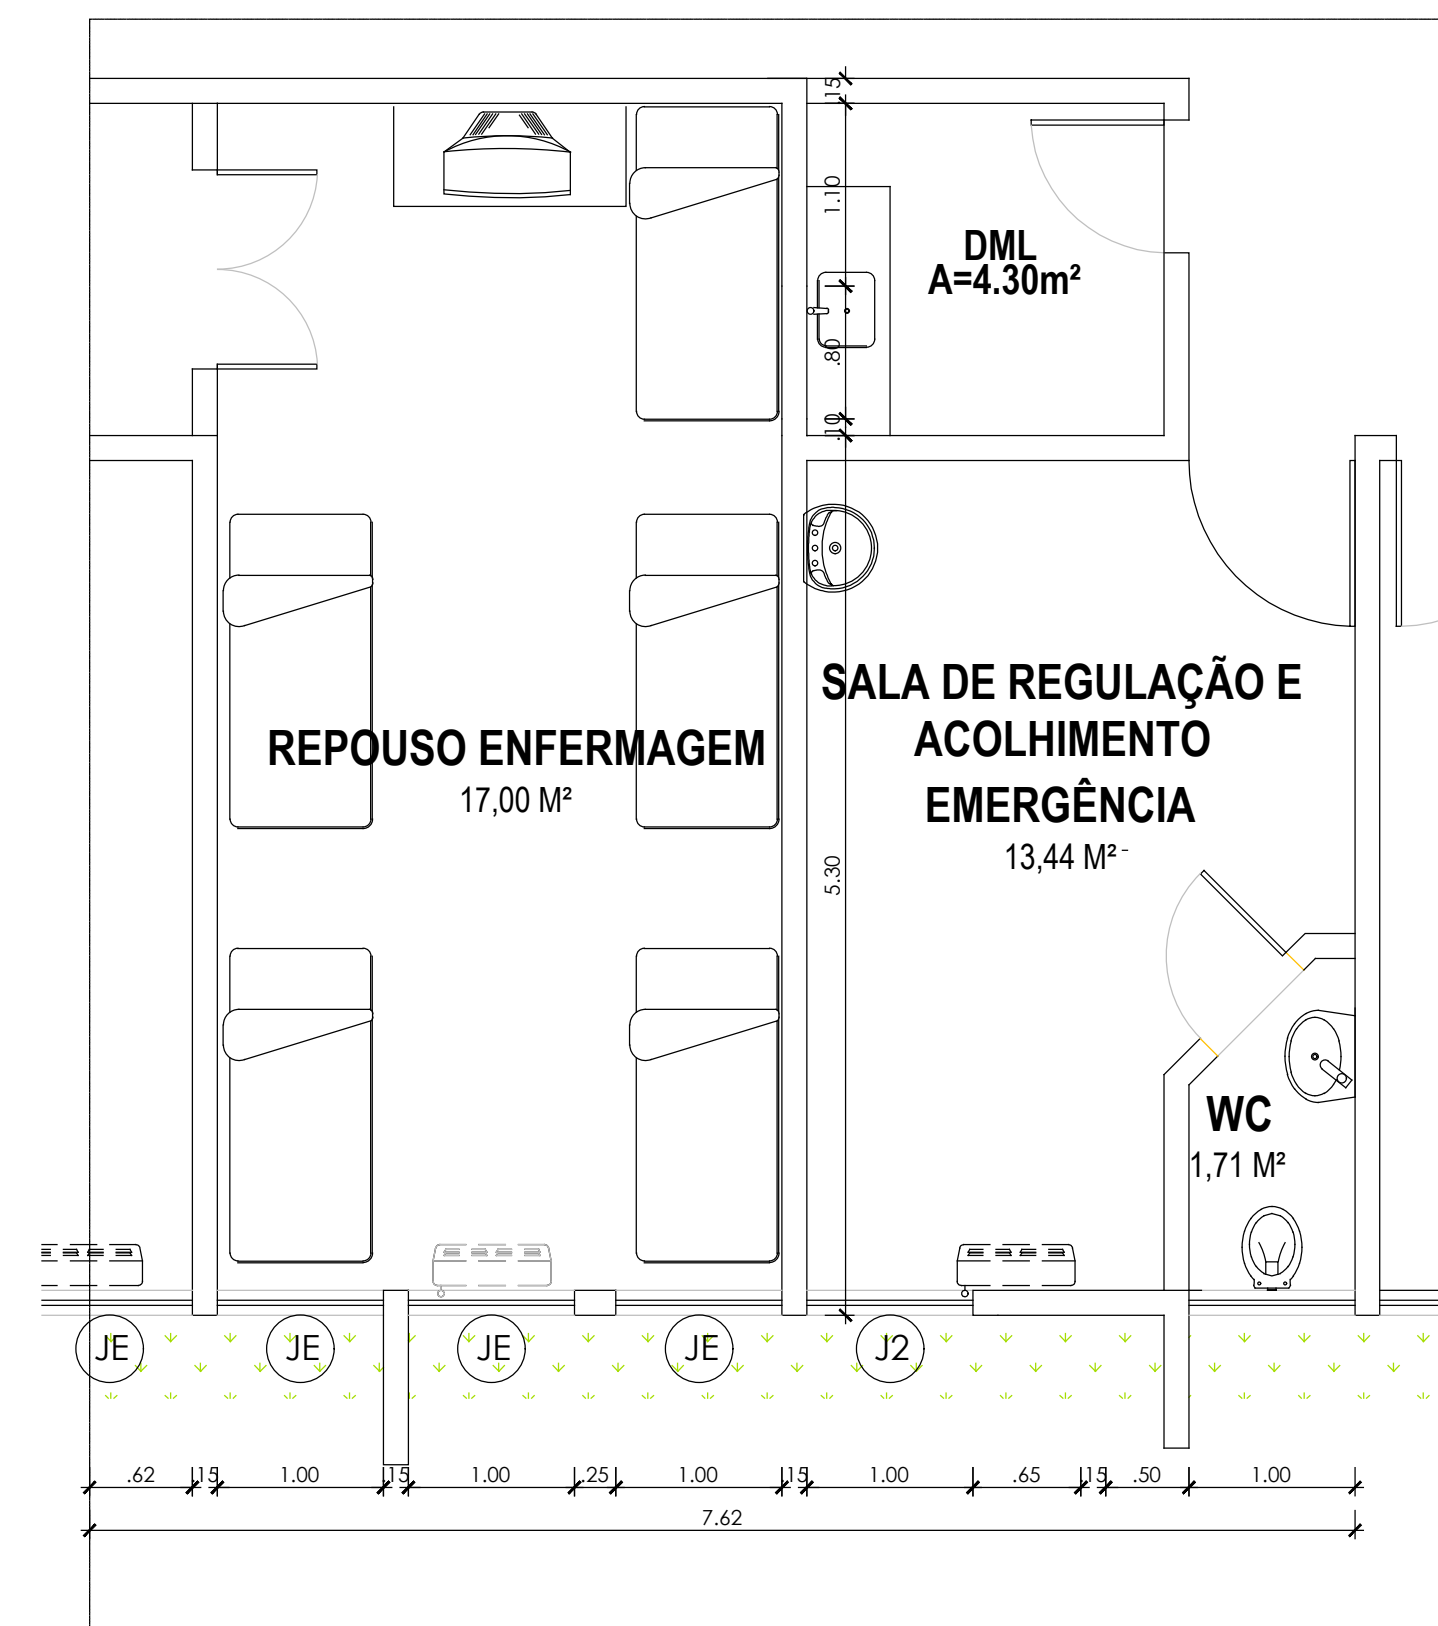 .15
1.10
DML
A=4.30m²
.80
.10
SALA DE REGULAÇÃO E
ACOLHIMENTO
EMERGÊNCIA
13,44 M²
REPOUSO ENFERMAGEM
17,00 M²
5.30
WC
1,71 M²
JE JE JE JE J2
.62 .15 1.00 .15 1.00 .25 1.00 .15 1.00 .65 .15 .50 1.00
7.62